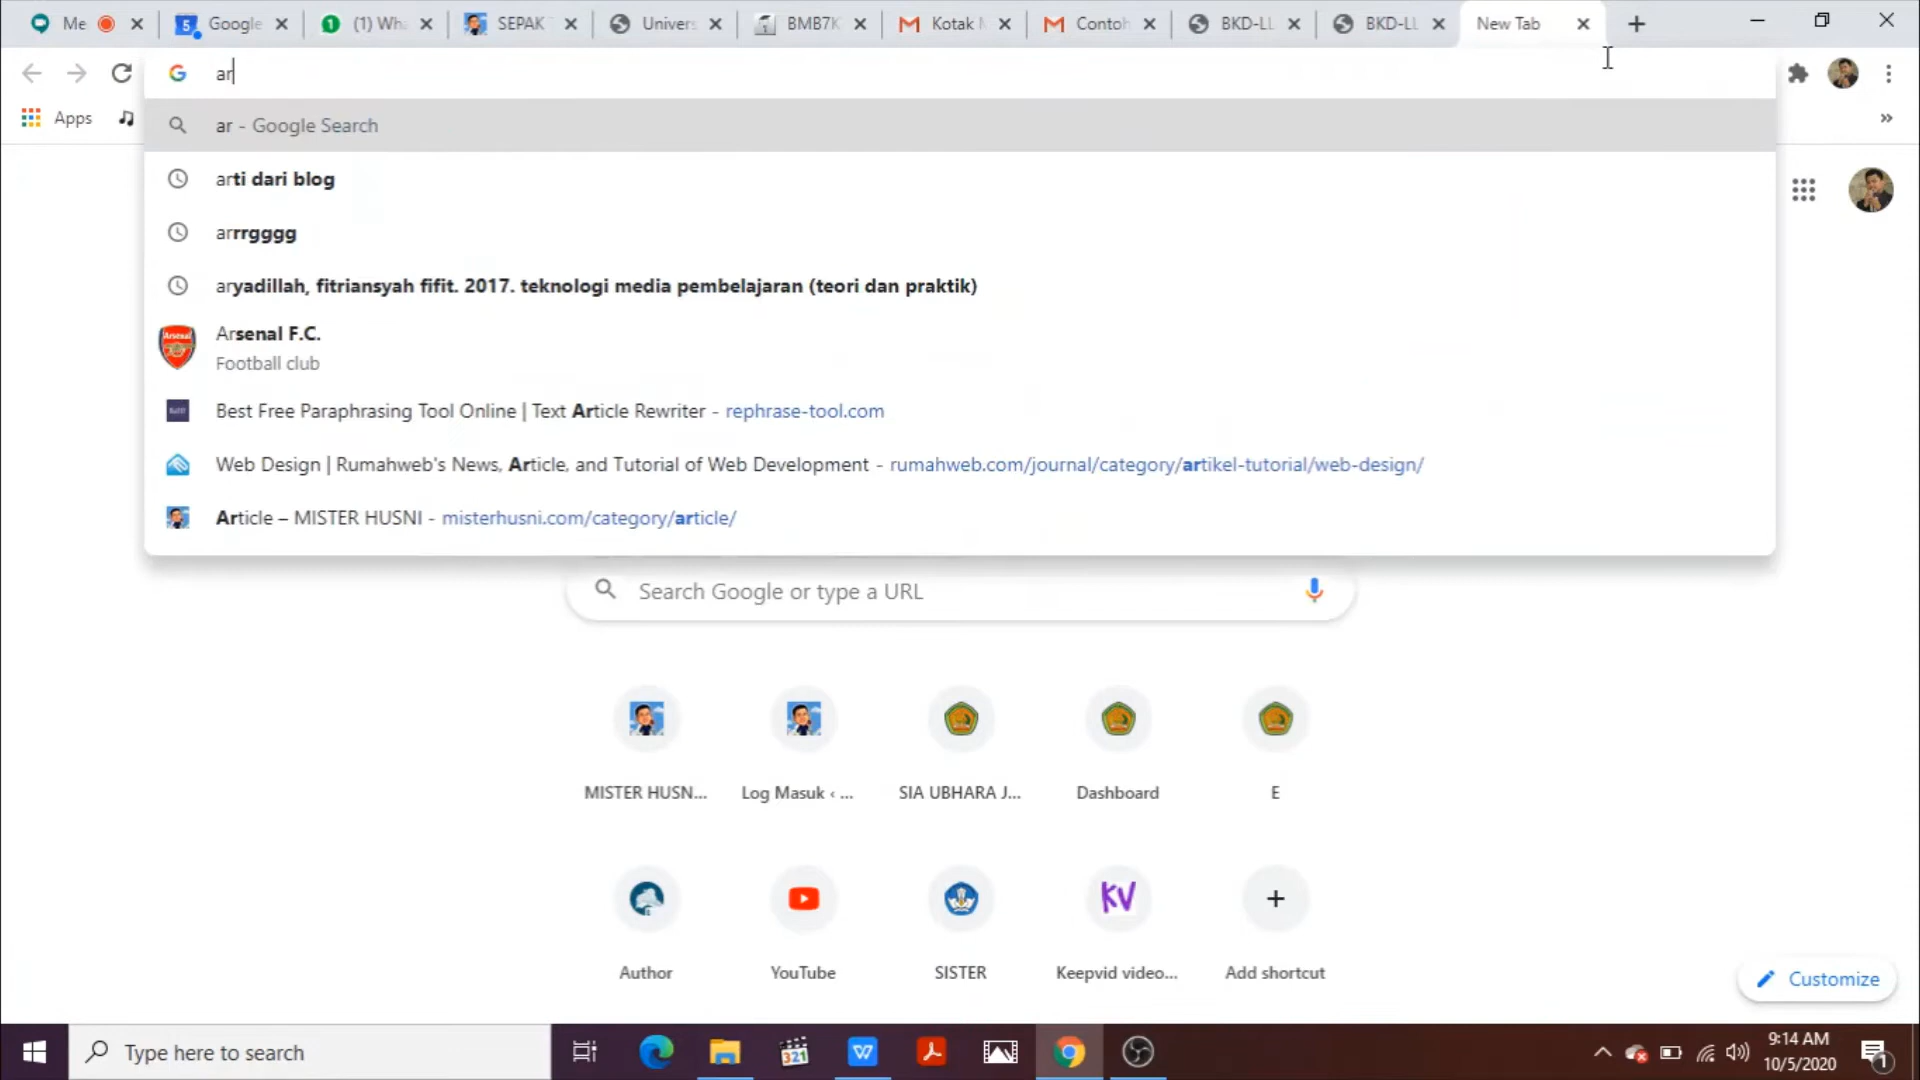 Me
Google
(1) Wha
SEPAK
Univers
BMB7K
Kotak M
Contoh
BKD-LL
BKD-LL
New Tab
ar
Apps
ar - Google Search
arti dari blog
arrrgggg
aryadillah, fitriansyah fifit. 2017. teknologi media pembelajaran (teori dan praktik)
Arsenal F.C.
Football club
Best Free Paraphrasing Tool Online | Text Article Rewriter - rephrase-tool.com
Web Design | Rumahweb's News, Article, and Tutorial of Web Development - rumahweb.com/journal/category/artikel-tutorial/web-design/
Article – MISTER HUSNI - misterhusni.com/category/article/
Search Google or type a URL
MISTER HUSN...
Log Masuk ‹ ...
SIA UBHARA J...
Dashboard
E
Author
YouTube
SISTER
Keepvid video...
Add shortcut
Customize
Type here to search
9:14 AM
10/5/2020